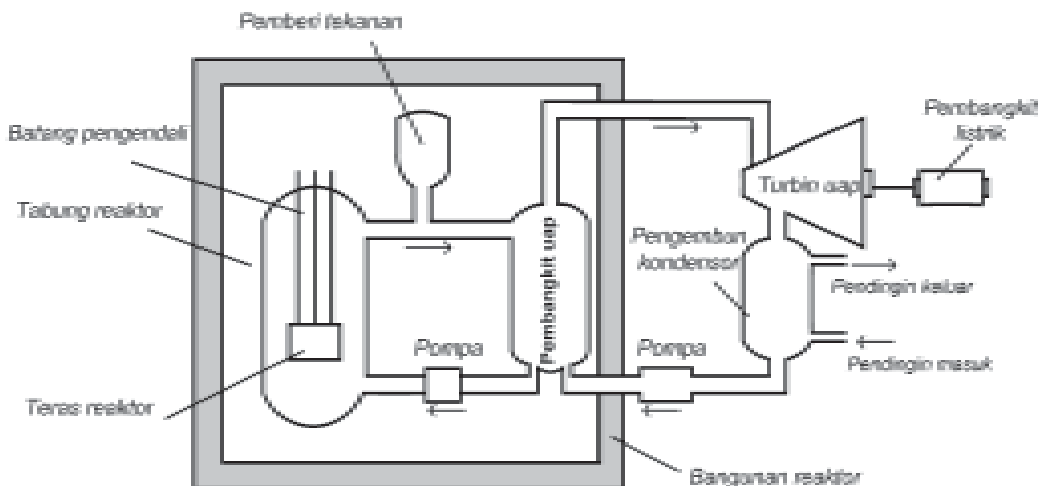 Pemberi tekanan
Batang pengendali
Tabung reaktor
Teras reaktor
Pompa
Pembangkit uap
Pengembun
kondensor
Pompa
Turbin uap
Pembangkit
listrik
Pendingin keluar
Pendingin masuk
Bangunan reaktor